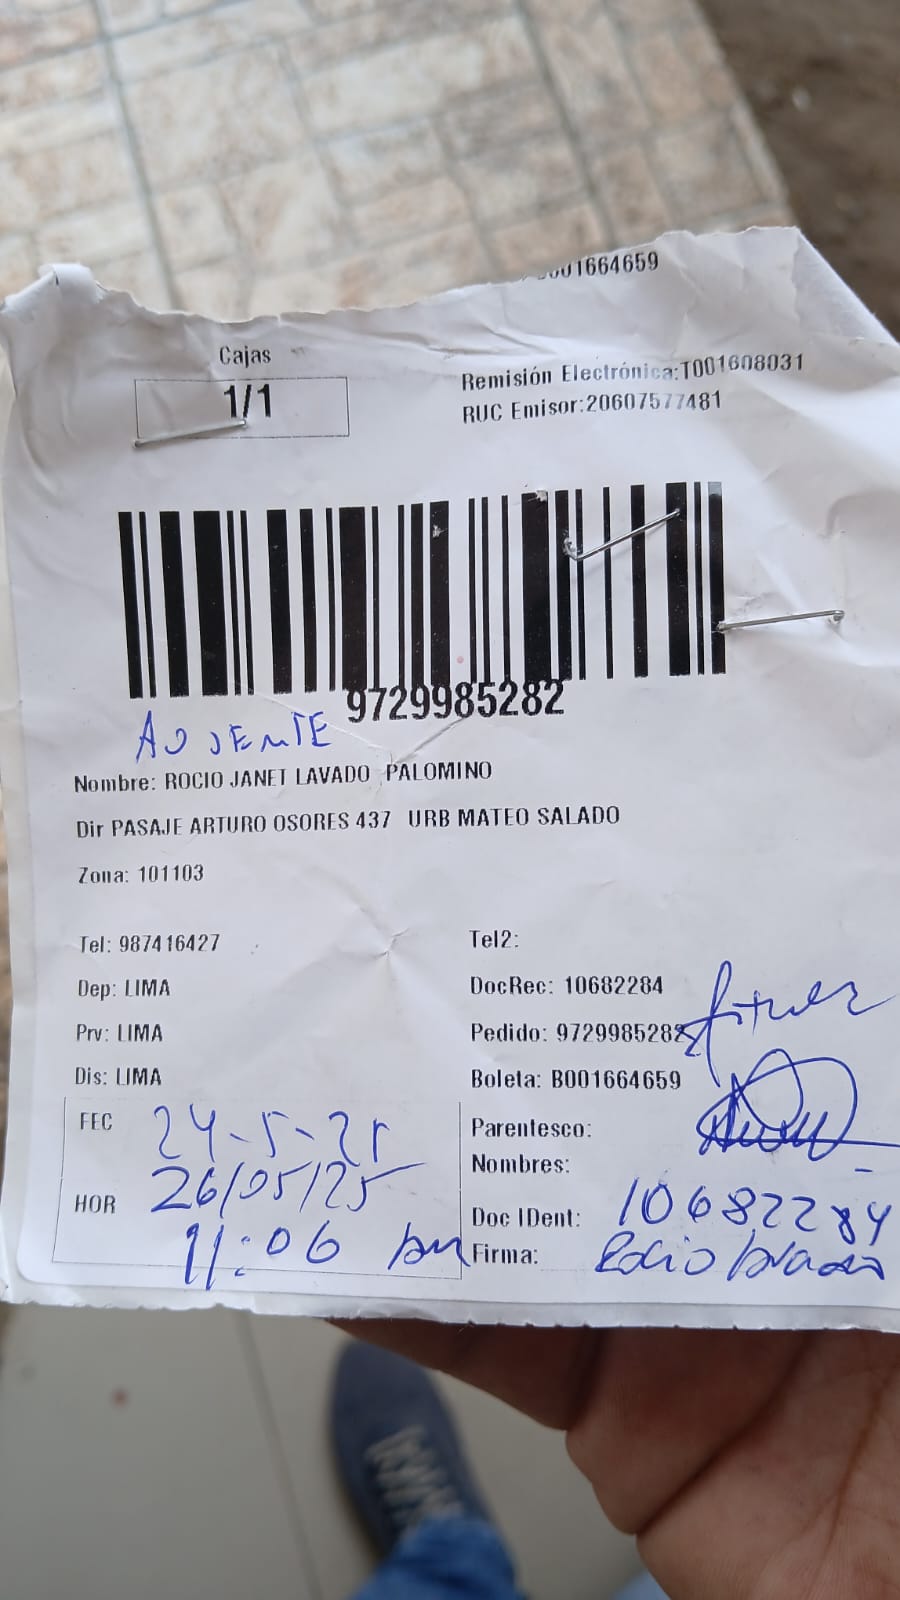 001664659
Cajas
1/1
Remisión Electrónica:T001608031
RUC Emisor:20607577481
9729985282
AUSENTE
Nombre: ROCIO JANET LAVADO PALOMINO
Dir PASAJE ARTURO OSORES 437 URB MATEO SALADO
Zona: 101103
Tel: 987416427
Tel2:
Dep: LIMA
DocRec: 10682284
Prv: LIMA
Pedido: 9729985282
Dis: LIMA
Boleta: B001664659
FEC 24-5-25
26/05/25
HOR 11:06
Parentesco:
Nombres:
Doc IDent: 10682284
Firma: Rocio Lavado